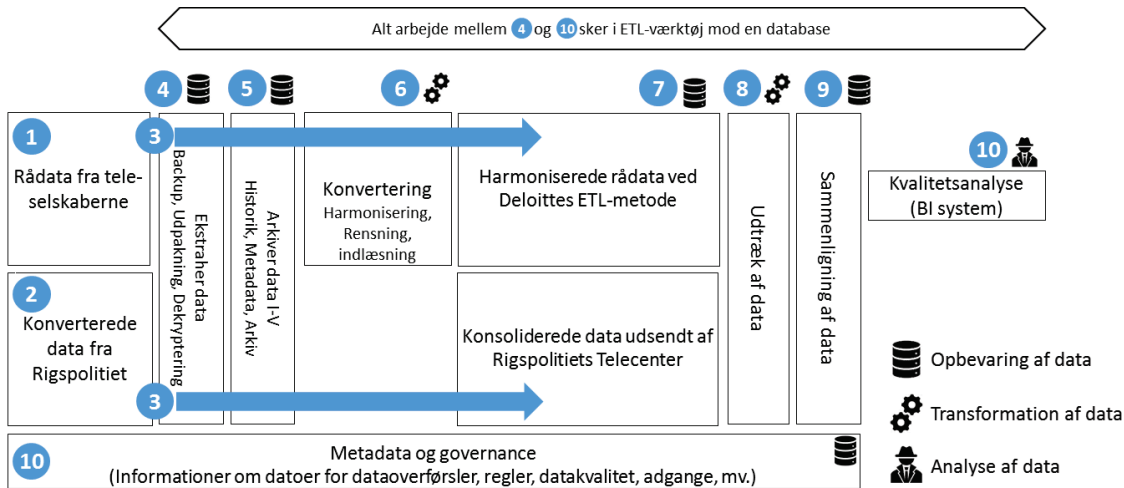 Alt arbejde mellem 4 og 10 sker i ETL-værktøj mod en database
4
5
6
7
8
9
10
1
Rådata fra tele-
selskaberne
3
2
Konverterede
data fra
Rigspolitiet
3
Ekstraher data
Backup, Udpakning, Dekryptering
Arkiver data I-V
Historik, Metadata, Arkiv
Konvertering
Harmonisering,
Rensning,
indlæsning
Harmoniserede rådata ved
Deloittes ETL-metode
Konsoliderede data udsendt af
Rigspolitiets Telecenter
Udtræk af data
Sammenligning af data
Kvalitetsanalyse
(BI system)
Opbevaring af data
Transformation af data
Analyse af data
10
Metadata og governance
(Informationer om datoer for dataoverførsler, regler, datakvalitet, adgange, mv.)